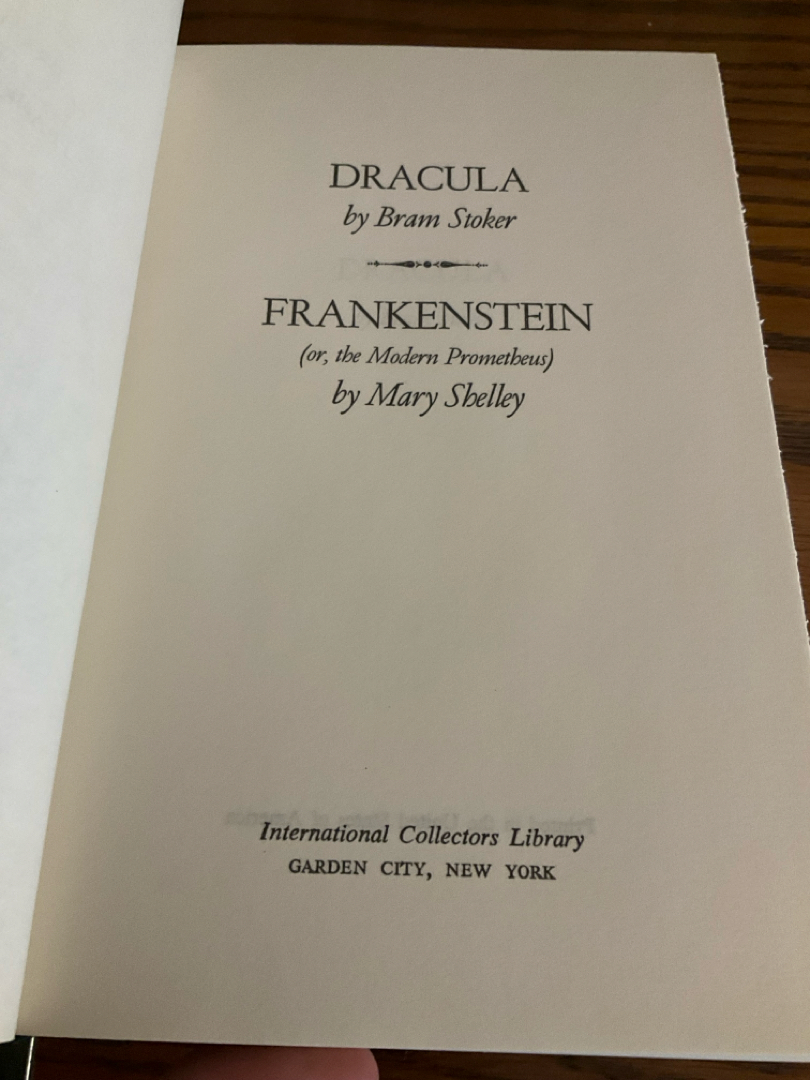 DRACULA
by Bram Stoker
FRANKENSTEIN
(or, the Modern Prometheus)
by Mary Shelley
International Collectors Library
GARDEN CITY, NEW YORK